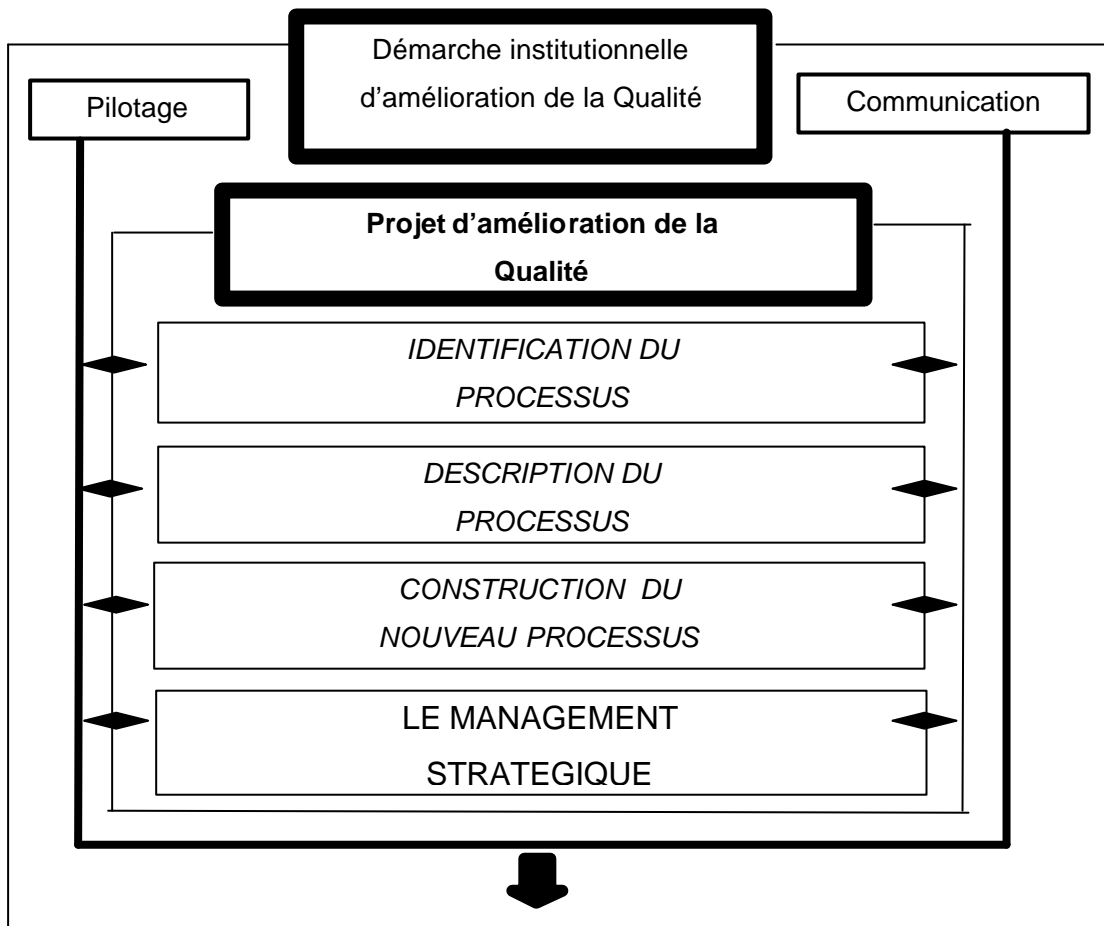 Démarche institutionnelle
d’amélioration de la Qualité
Pilotage
Communication
Projet d’amélioration de la
Qualité
IDENTIFICATION DU
PROCESSUS
DESCRIPTION DU
PROCESSUS
CONSTRUCTION DU
NOUVEAU PROCESSUS
LE MANAGEMENT
STRATEGIQUE